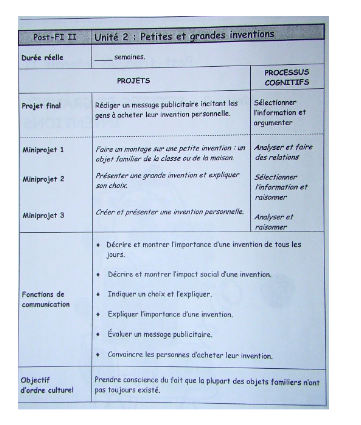 Post-FI II Unité 2 : Petites et grandes inventions
Durée réelle _____ semaines.
PROJETS
PROCESSUS
COGNITIFS
Projet final
Rédiger un message publicitaire incitant les
gens à acheter leur invention personnelle.
Sélectionner
l'information et
argumenter
Miniprojet 1
Faire un montage sur une petite invention : un
objet familier de la classe ou de la maison.
Analyser et faire
des relations
Miniprojet 2
Présenter une grande invention et expliquer
son choix.
Sélectionner
l'information et
raisonner
Miniprojet 3
Créer et présenter une invention personnelle.
Analyser et
raisonner
Fonctions de
communication
♦ Décrire et montrer l'importance d'une invention de tous les
jours.
♦ Décrire et montrer l'impact social d'une invention.
♦ Indiquer un choix et l'expliquer.
♦ Expliquer l'importance d'une invention.
♦ Évaluer un message publicitaire.
♦ Convaincre les personnes d'acheter leur invention.
Objectif
d'ordre culturel
Prendre conscience du fait que la plupart des objets familiers n'ont
pas toujours existé.